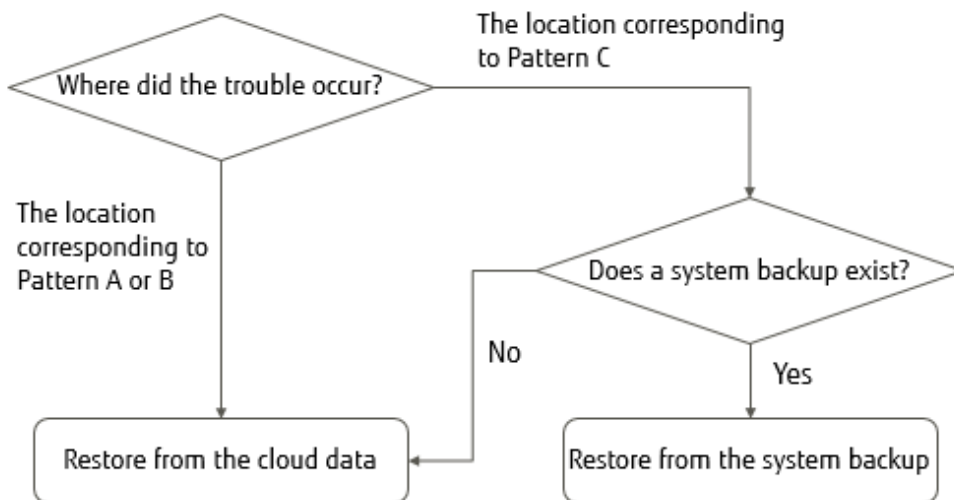 The location corresponding
to Pattern C
Where did the trouble occur?
The location
corresponding to
Pattern A or B
Does a system backup exist?
No
Yes
Restore from the cloud data
Restore from the system backup